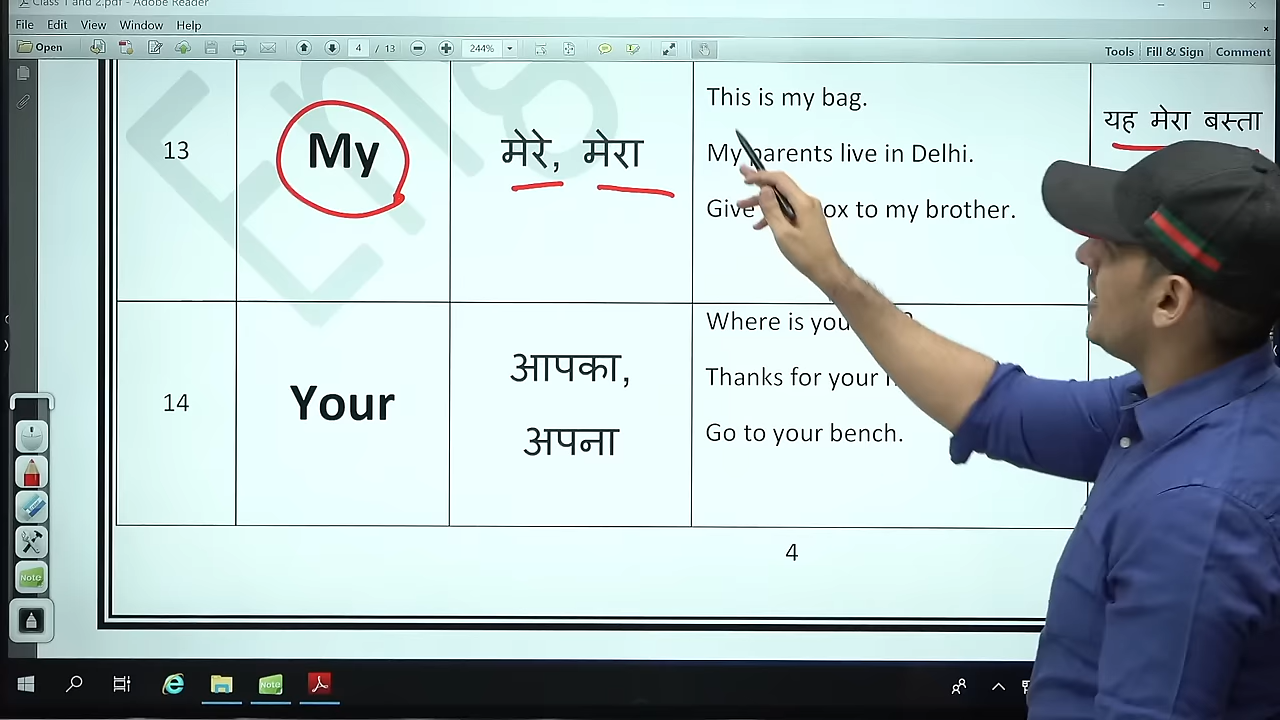 Class 1 and 2.pdf - Adobe Reader
File Edit View Window Help
Open 4 / 13 244% Tools Fill & Sign Comment
Eng
13 My मेरे, मेरा This is my bag. यह मेरा बस्ता
My parents live in Delhi.
Give ox to my brother.
14 Your आपका, अपना Where is you
Thanks for your
Go to your bench.
4
Note
Note